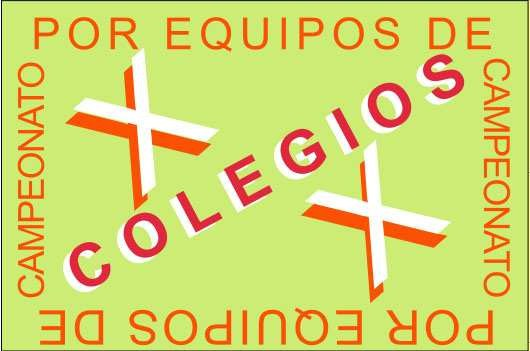 POR EQUIPOS DE
CAMPEONATO
X
COLEGIOS
X
CAMPEONATO
POR EQUIPOS DE